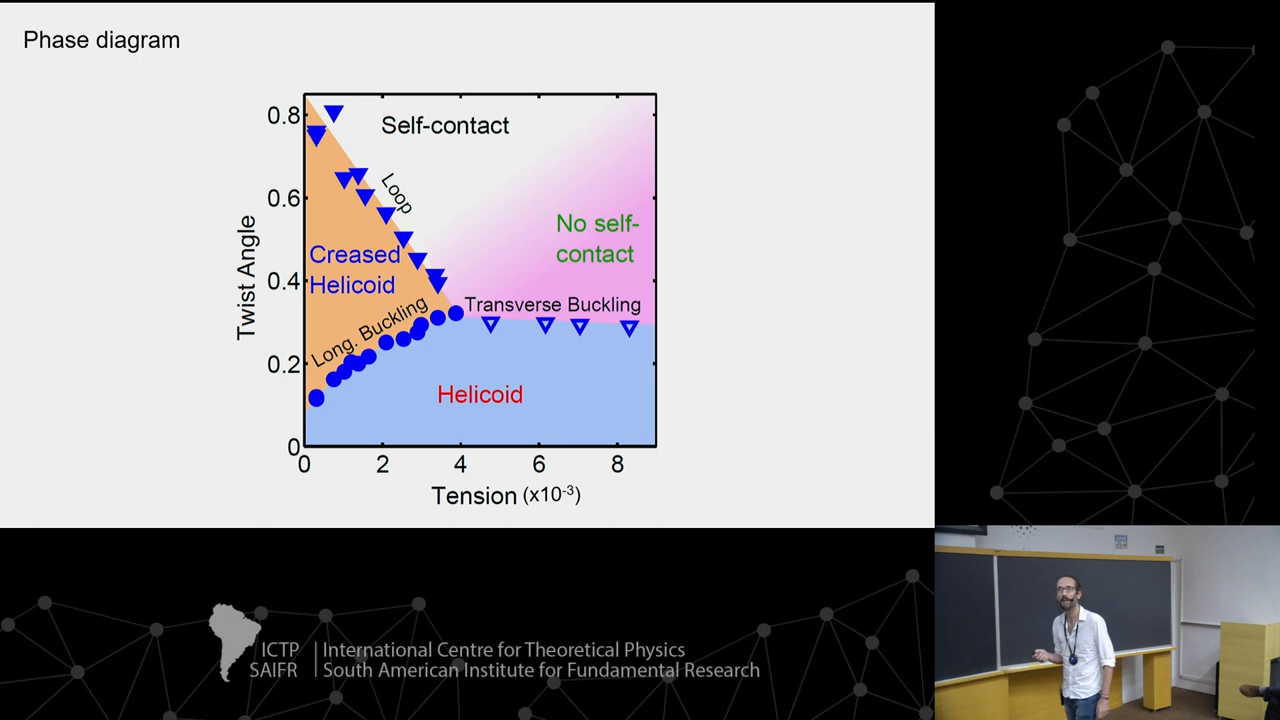 Phase diagram
0.8
Self-contact
0.6
Loop
No self-
contact
Creased
Helicoid
0.4
Transverse Buckling
Long. Buckling
0.2
Helicoid
0
0 2 4 6 8
Twist Angle
Tension (x10-3)
ICTP
SAIFR
International Centre for Theoretical Physics
South American Institute for Fundamental Research